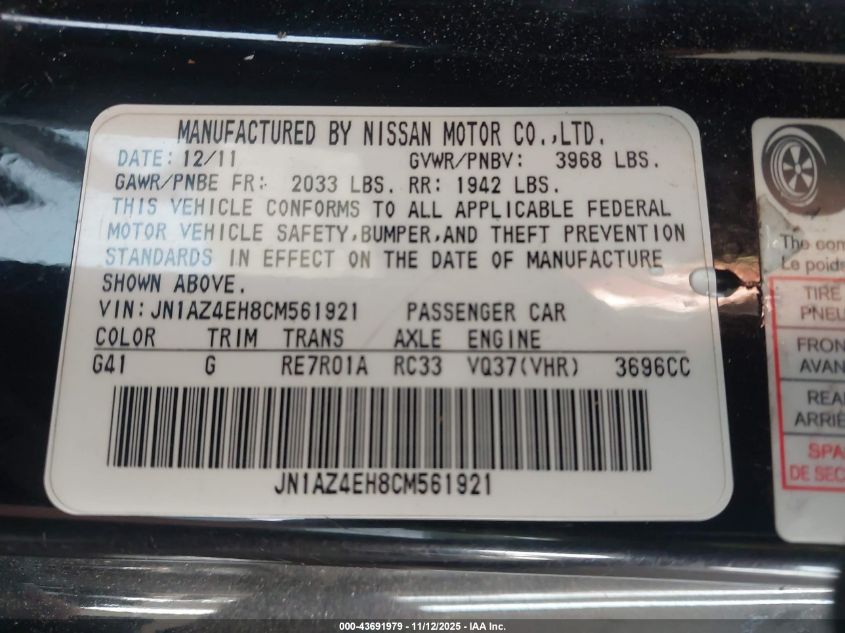 MANUFACTURED BY NISSAN MOTOR CO.,LTD.
DATE: 12/11 GVWR/PNBV: 3968 LBS.
GAWR/PNBE FR: 2033 LBS. RR: 1942 LBS.
THIS VEHICLE CONFORMS TO ALL APPLICABLE FEDERAL
MOTOR VEHICLE SAFETY,BUMPER,AND THEFT PREVENTION
STANDARDS IN EFFECT ON THE DATE OF MANUFACTURE
SHOWN ABOVE.
VIN: JN1AZ4EH8CM561921 PASSENGER CAR
COLOR TRIM TRANS AXLE ENGINE
G41 G RE7R01A RC33 VQ37(VHR) 3696CC
JN1AZ4EH8CM561921
The com
Le poid
TIRE
PNEU
FRON
AVAN
REA
ARRIÈ
SPA
DE SEC
000-43691979 - 11/12/2025 - IAA Inc.